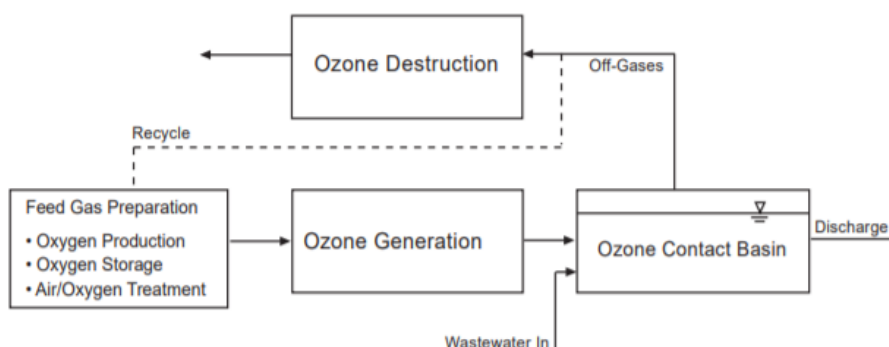 Ozone Destruction
Off-Gases
Recycle
Feed Gas Preparation
• Oxygen Production
• Oxygen Storage
• Air/Oxygen Treatment
Ozone Generation
Ozone Contact Basin
Discharge
Wastewater In